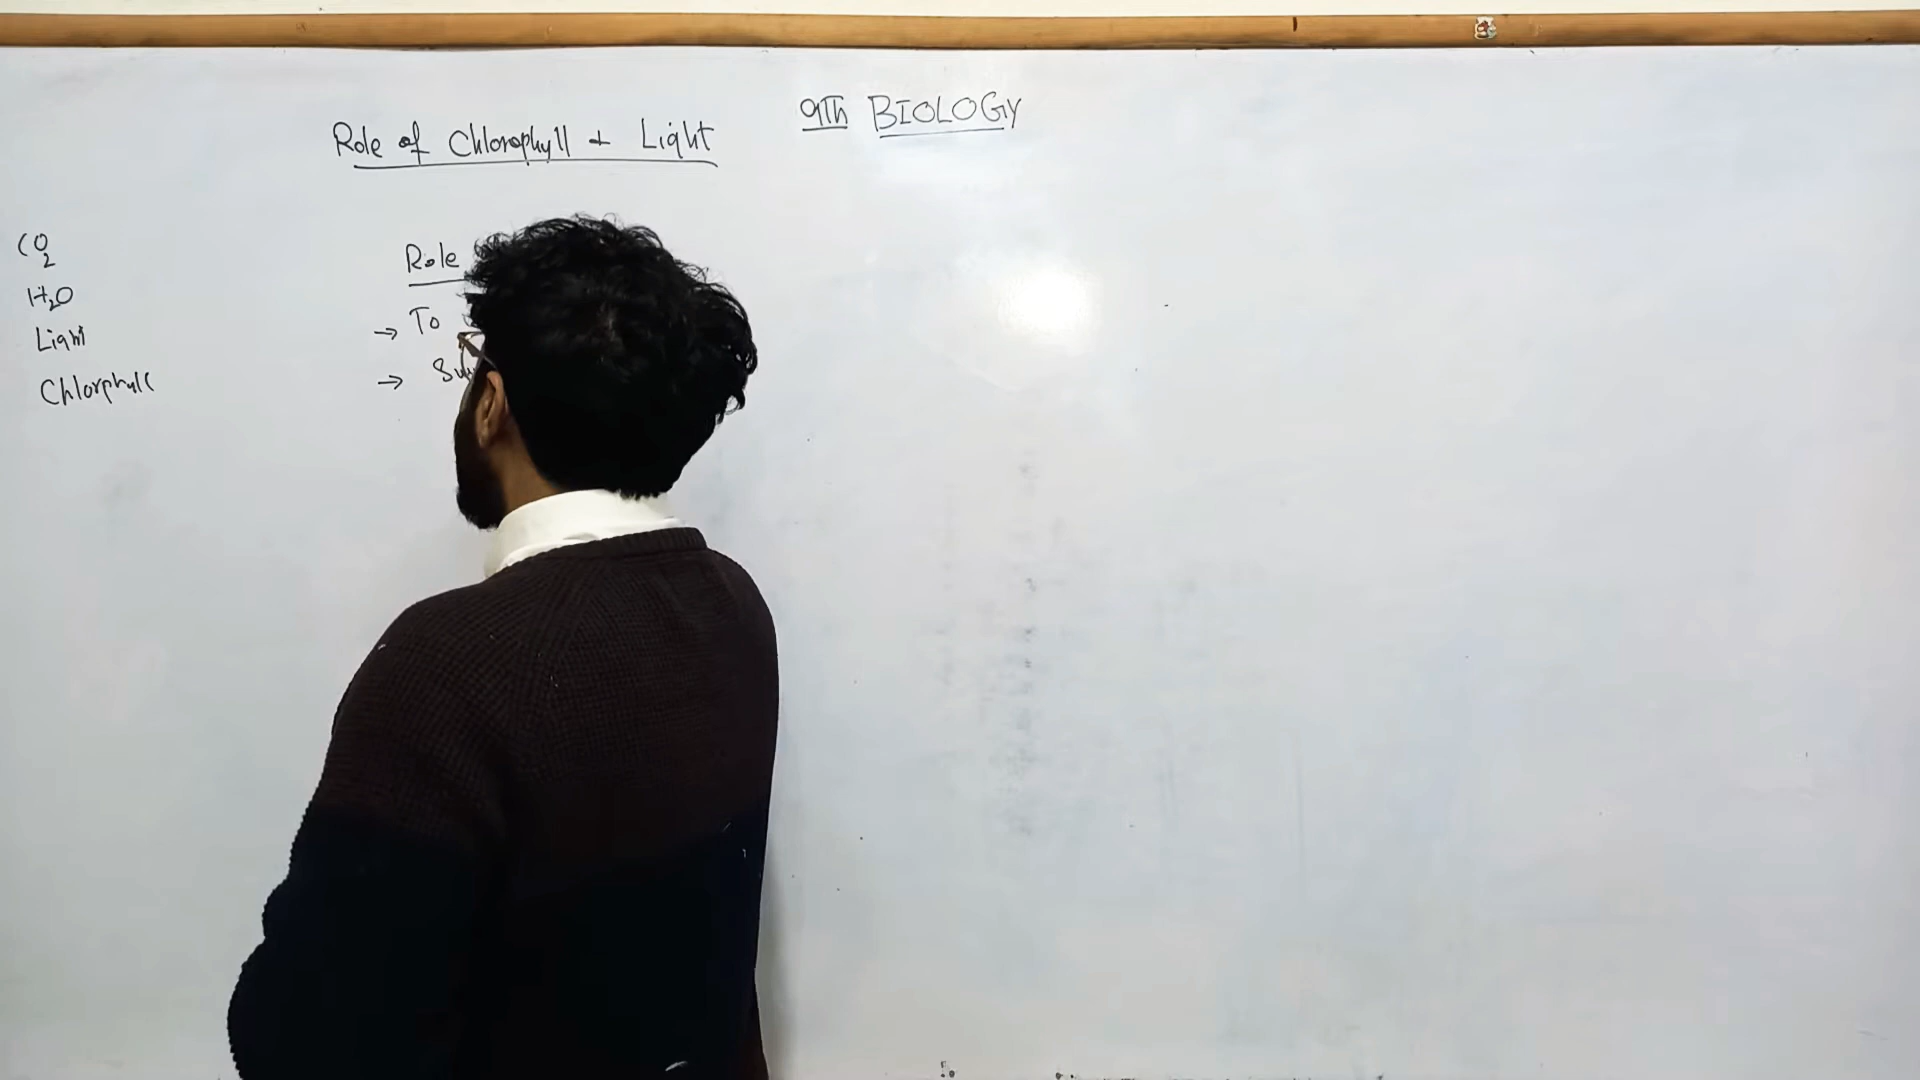 9Th BIOLOGY
Role of Chlorophyll & Light
CO2
H2O
Light
Chlorphyll
Role
→ To
→